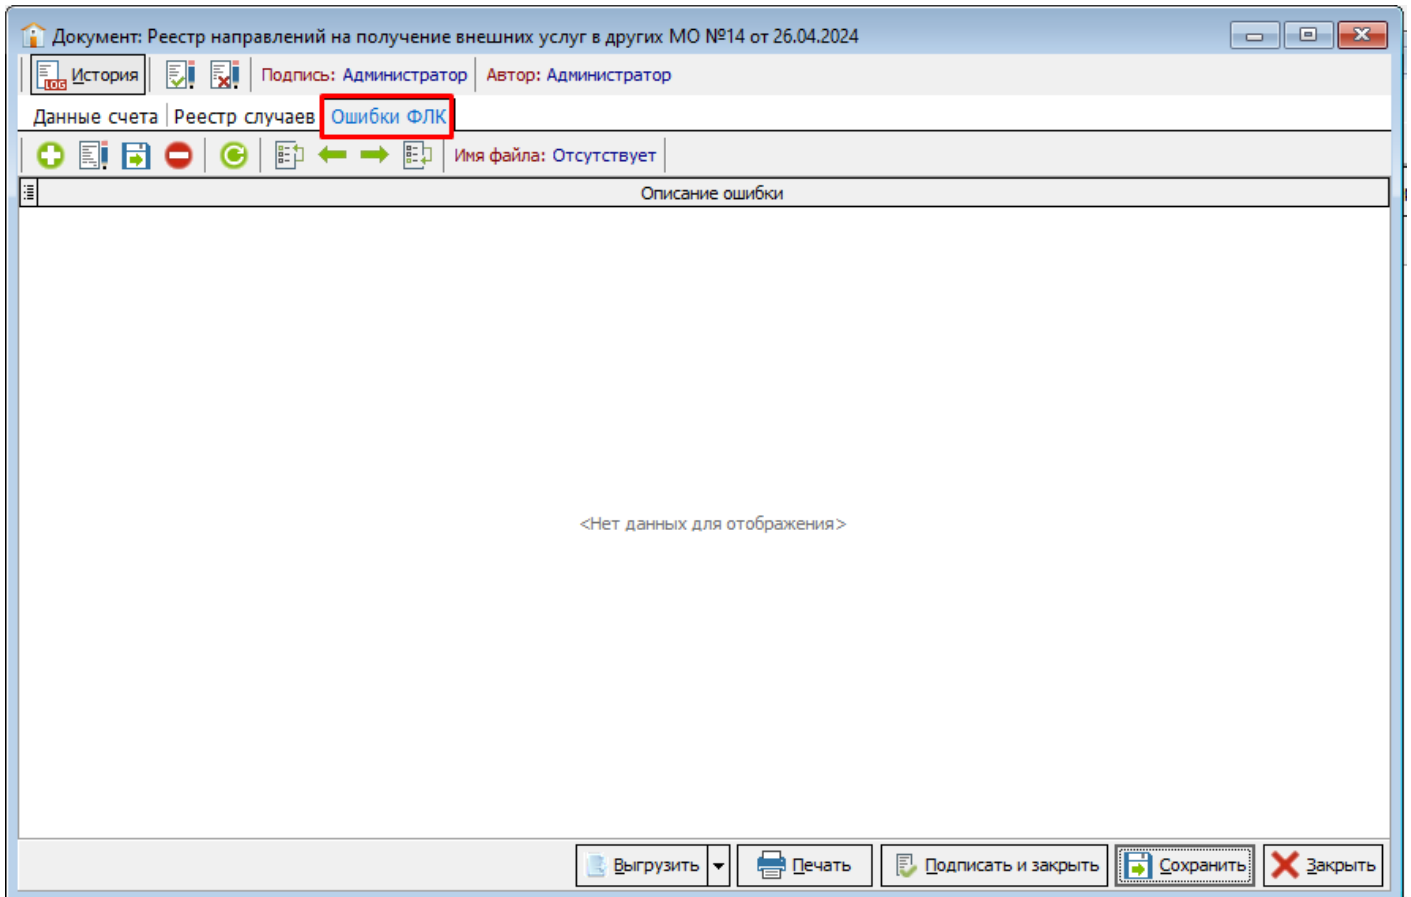 Документ: Реестр направлений на получение внешних услуг в других МО №14 от 26.04.2024
LOG История Подпись: Администратор Автор: Администратор
Данные счета Реестр случаев Ошибки ФЛК
Имя файла: Отсутствует
Описание ошибки
<Нет данных для отображения>
Выгрузить Печать Подписать и закрыть Сохранить Закрыть